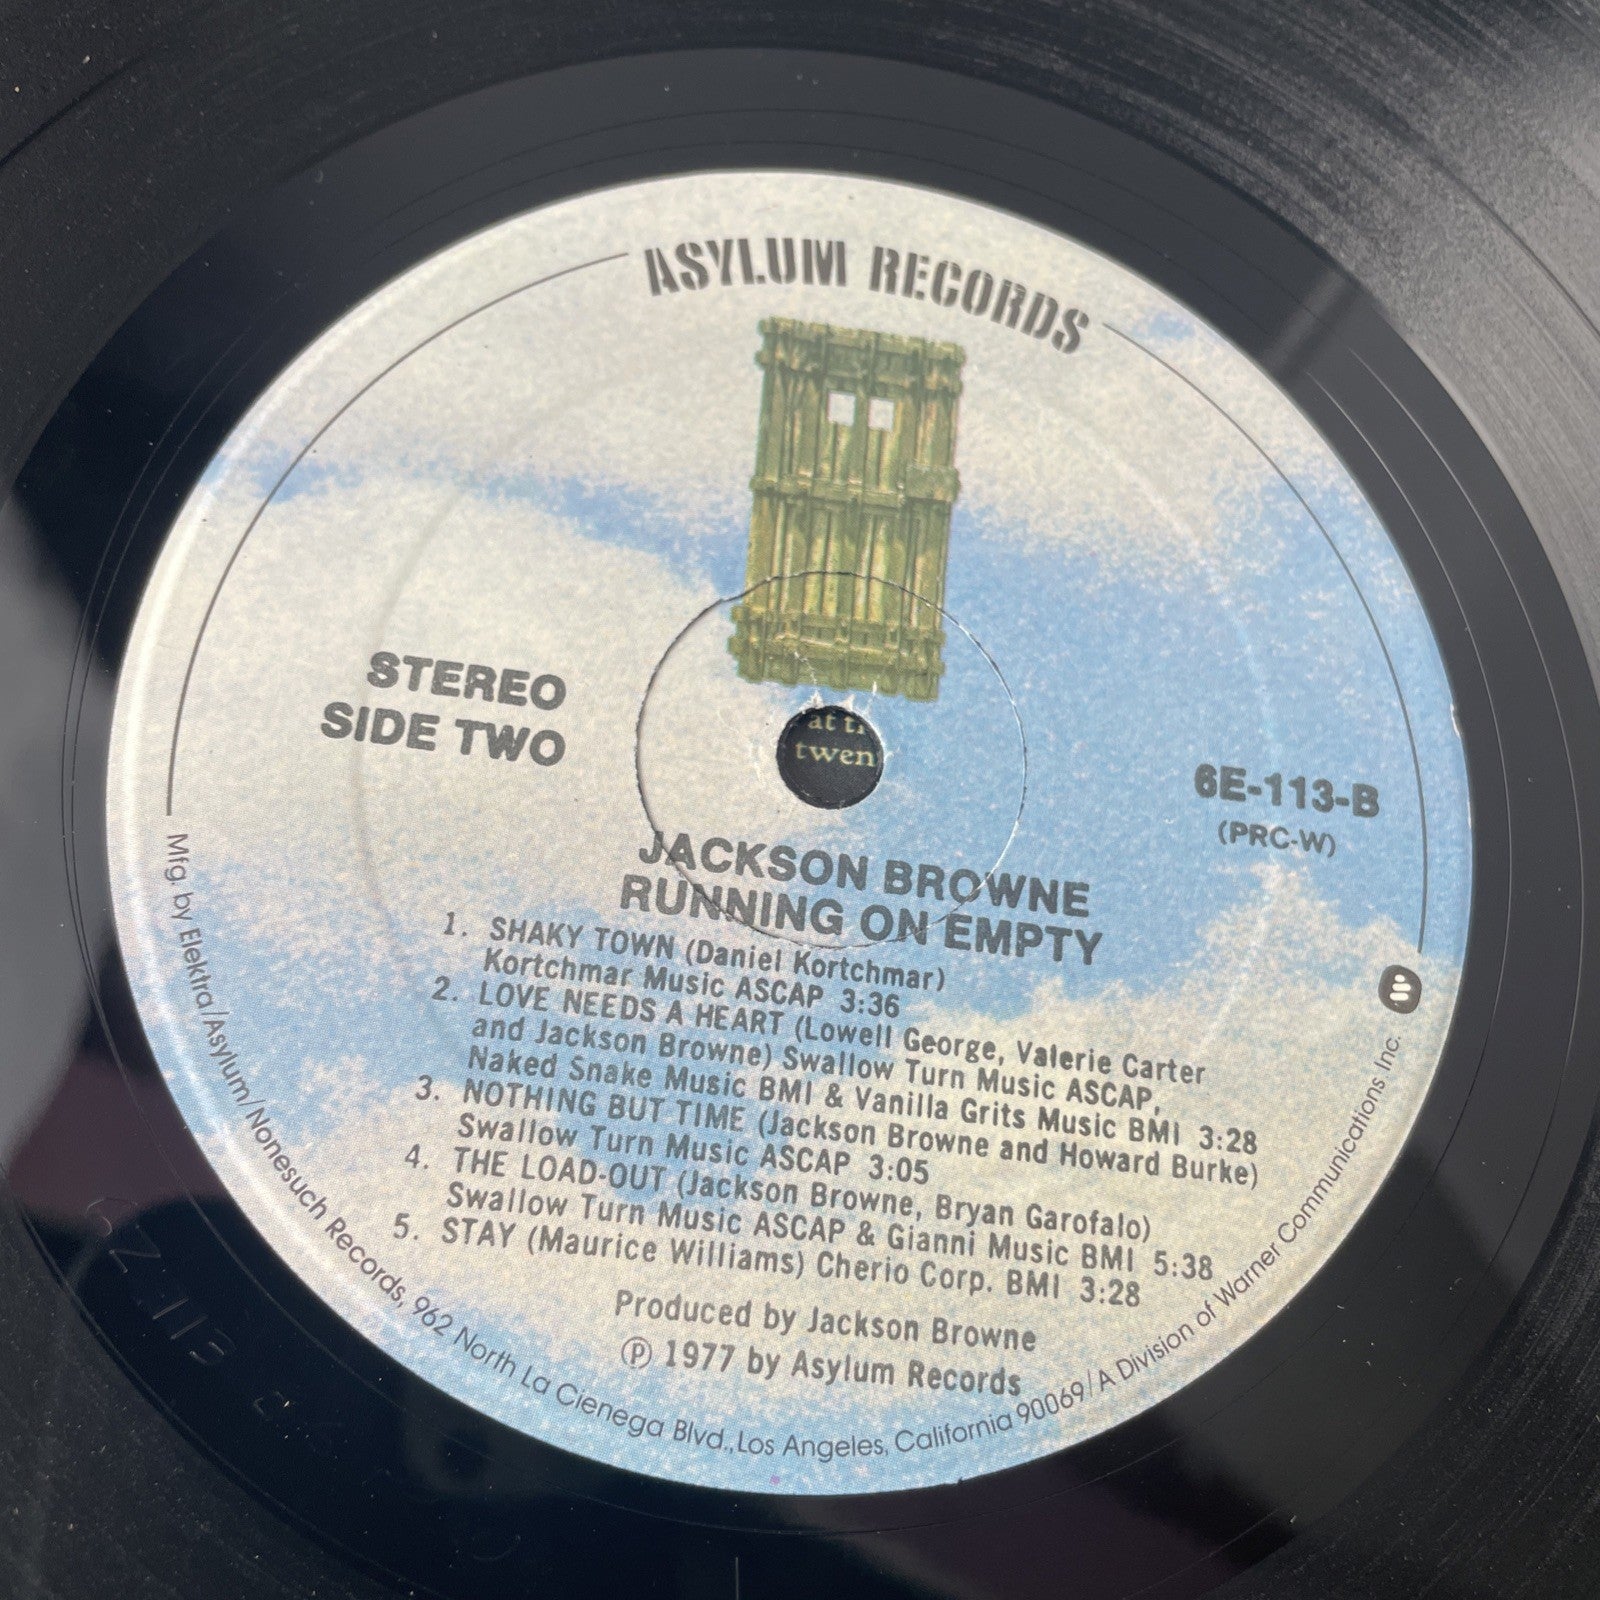 ASYLUM RECORDS
STEREO
SIDE TWO
at t
twen
6E-113-B
(PRC-W)
JACKSON BROWNE
RUNNING ON EMPTY
1. SHAKY TOWN (Daniel Kortchmar)
Kortchmar Music ASCAP 3:36
2. LOVE NEEDS A HEART (Lowell George, Valerie Carter
and Jackson Browne) Swallow Turn Music ASCAP,
Naked Snake Music BMI & Vanilla Grits Music BMI 3:28
3. NOTHING BUT TIME (Jackson Browne and Howard Burke)
Swallow Turn Music ASCAP 3:05
4. THE LOAD-OUT (Jackson Browne, Bryan Garofalo)
Swallow Turn Music ASCAP & Gianni Music BMI 5:38
5. STAY (Maurice Williams) Cherio Corp. BMI 3:28
Produced by Jackson Browne
℗ 1977 by Asylum Records
Mfg. by Elektra/Asylum/Nonesuch Records, 962 North La Cienega Blvd., Los Angeles, California 90069/A Division of Warner Communications Inc.